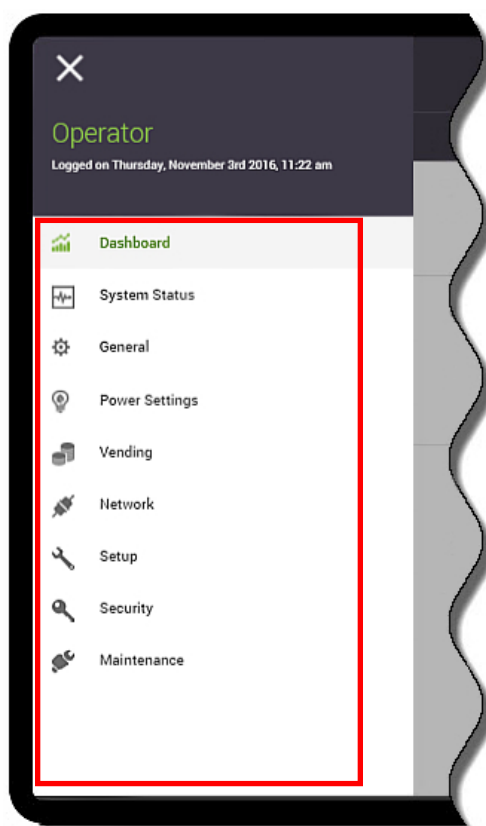 Operator
Logged on Thursday, November 3rd 2016, 11:22 am
Dashboard
System Status
General
Power Settings
Vending
Network
Setup
Security
Maintenance